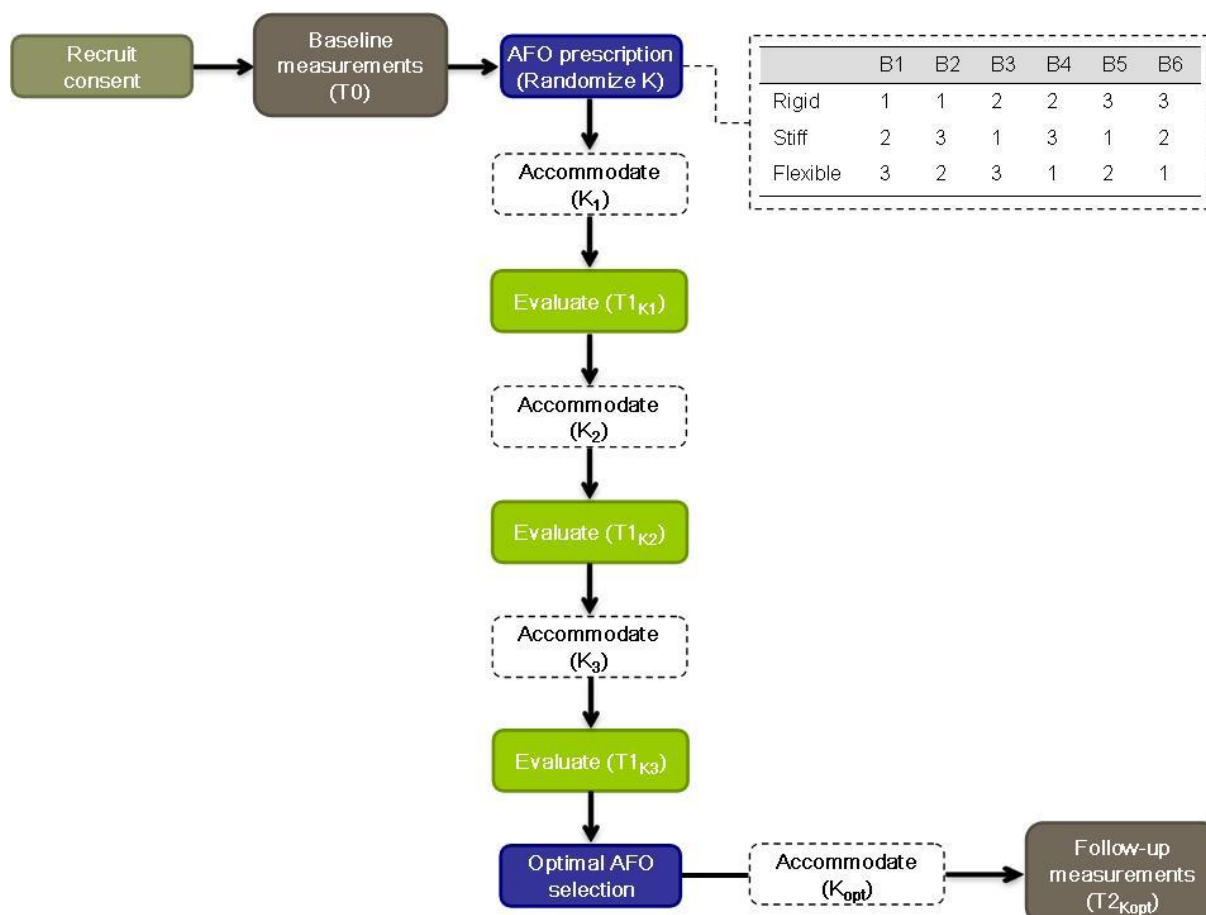 Recruit
consent
Baseline
measurements
(T0)
AFO prescription
(Randomize K)
B1 B2 B3 B4 B5 B6
Rigid 1 1 2 2 3 3
Stiff 2 3 1 3 1 2
Flexible 3 2 3 1 2 1
Accommodate
(K₁)
Evaluate (T1K1)
Accommodate
(K₂)
Evaluate (T1K2)
Accommodate
(K₃)
Evaluate (T1K3)
Optimal AFO
selection
Accommodate
(Kopt)
Follow-up
measurements
(T2Kopt)